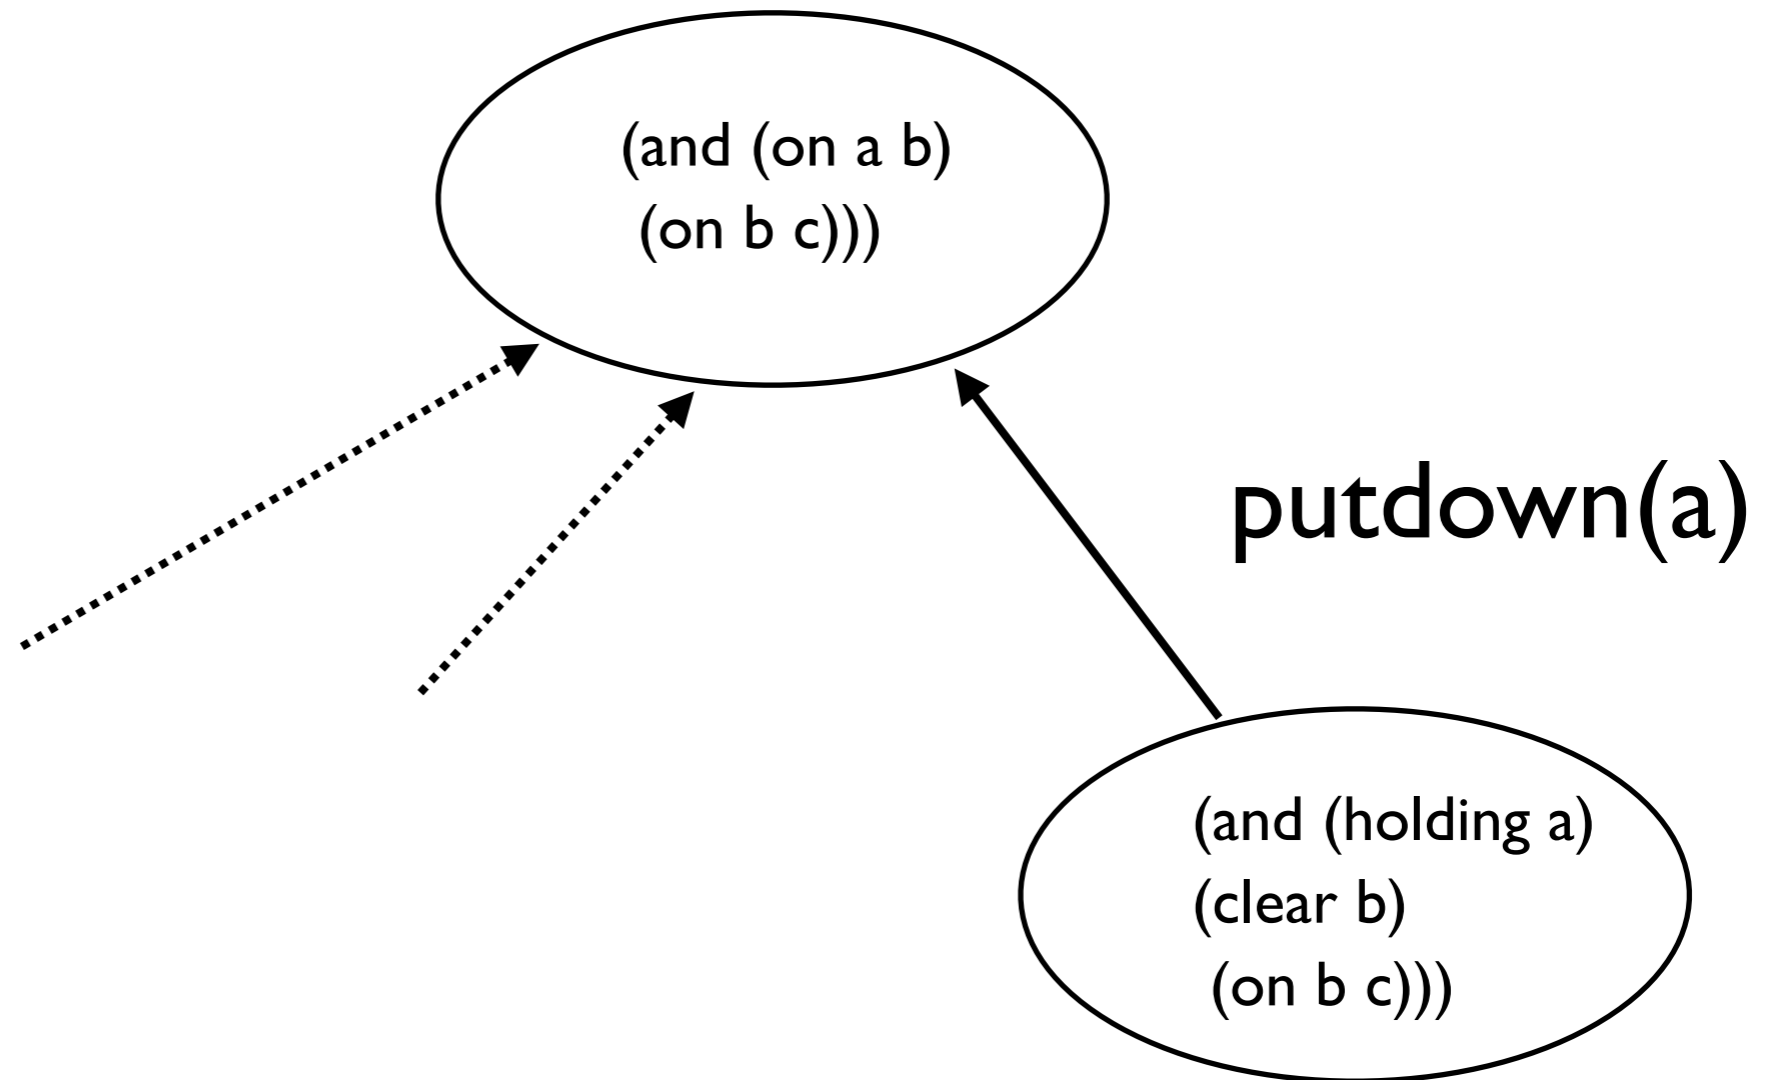 (and (on a b)
(on b c)))
putdown(a)
(and (holding a)
(clear b)
(on b c)))